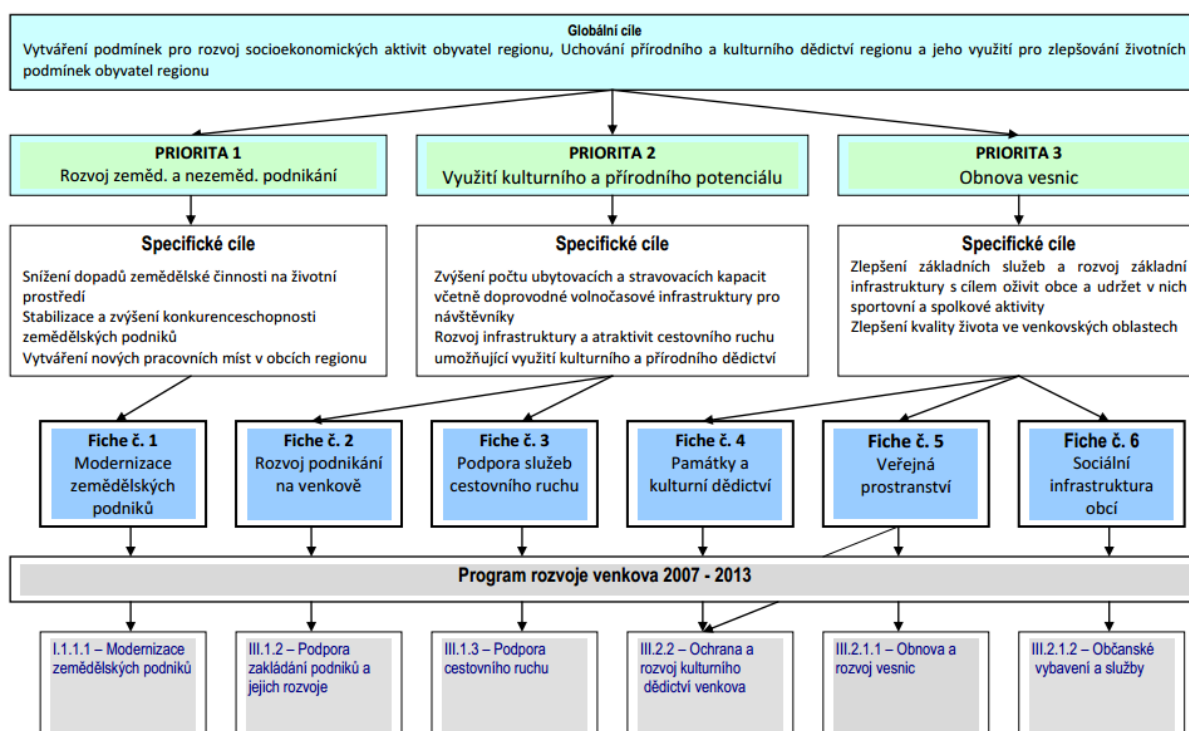 Globální cíle
Vytváření podmínek pro rozvoj socioekonomických aktivit obyvatel regionu, Uchování přírodního a kulturního dědictví regionu a jeho využití pro zlepšování životních
podmínek obyvatel regionu
PRIORITA 1
Rozvoj zeměd. a nezeměd. podnikání
PRIORITA 2
Využití kulturního a přírodního potenciálu
PRIORITA 3
Obnova vesnic
Specifické cíle
Snížení dopadů zemědělské činnosti na životní
prostředí
Stabilizace a zvýšení konkurenceschopnosti
zemědělských podniků
Vytváření nových pracovních míst v obcích regionu
Specifické cíle
Zvýšení počtu ubytovacích a stravovacích kapacit
včetně doprovodné volnočasové infrastruktury pro
návštěvníky
Rozvoj infrastruktury a atraktivit cestovního ruchu
umožňující využití kulturního a přírodního dědictví
Specifické cíle
Zlepšení základních služeb a rozvoj základní
infrastruktury s cílem oživit obce a udržet v nich
sportovní a spolkové aktivity
Zlepšení kvality života ve venkovských oblastech
Fiche č. 1
Modernizace
zemědělských
podniků
Fiche č. 2
Rozvoj podnikání
na venkově
Fiche č. 3
Podpora služeb
cestovního ruchu
Fiche č. 4
Památky a
kulturní dědictví
Fiche č. 5
Veřejná
prostranství
Fiche č. 6
Sociální
infrastruktura
obcí
Program rozvoje venkova 2007 - 2013
I.1.1.1 – Modernizace
zemědělských podniků
III.1.2 – Podpora
zakládání podniků a
jejich rozvoje
III.1.3 – Podpora
cestovního ruchu
III.2.2 – Ochrana a
rozvoj kulturního
dědictví venkova
III.2.1.1 – Obnova a
rozvoj vesnic
III.2.1.2 – Občanské
vybavení a služby